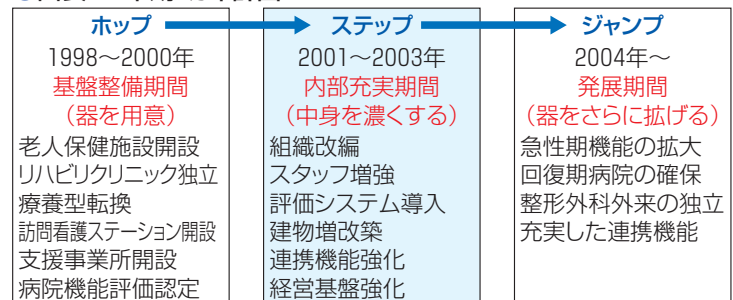 ホップ
1998～2000年
基盤整備期間
（器を用意）
老人保健施設開設
リハビリクリニック独立
療養型転換
訪問看護ステーション開設
支援事業所開設
病院機能評価認定
ステップ
2001～2003年
内部充実期間
（中身を濃くする）
組織改編
スタッフ増強
評価システム導入
建物増改築
連携機能強化
経営基盤強化
ジャンプ
2004年～
発展期間
（器をさらに拡げる）
急性期機能の拡大
回復期病院の確保
整形外科外来の独立
充実した連携機能